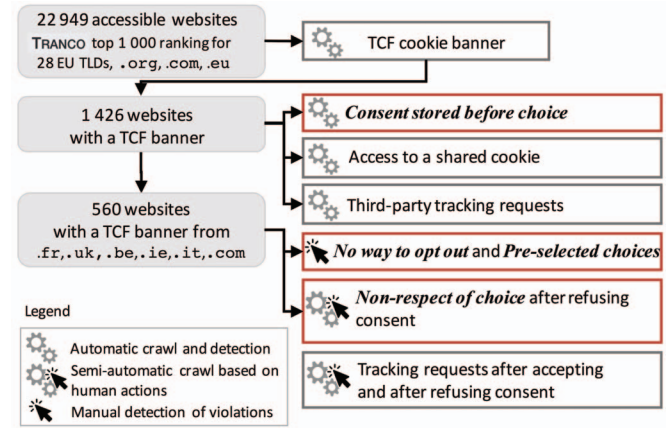 22 949 accessible websites
TRANCO top 1 000 ranking for
28 EU TLDs, .org, .com, .eu
TCF cookie banner
1 426 websites
with a TCF banner
Consent stored before choice
Access to a shared cookie
Third-party tracking requests
560 websites
with a TCF banner from
.fr, .uk, .be, .ie, .it, .com
No way to opt out and Pre-selected choices
Non-respect of choice after refusing
consent
Tracking requests after accepting
and after refusing consent
Legend
Automatic crawl and detection
Semi-automatic crawl based on
human actions
Manual detection of violations